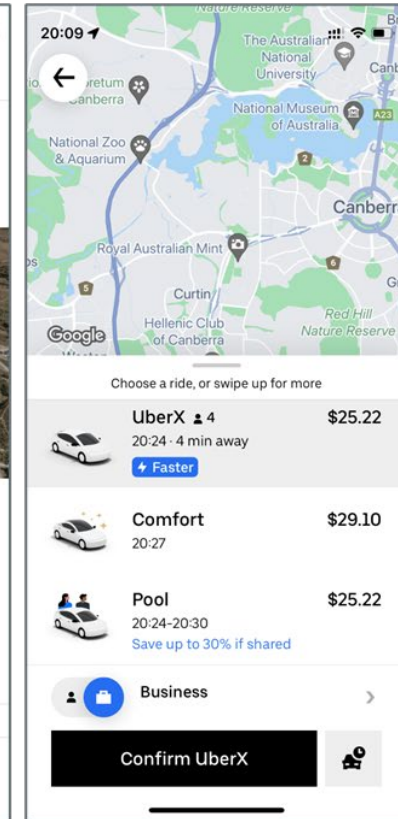 Nature Reserve
20:09
The Australian
National
University
Canberra
National Museum
of Australia
A23
National Zoo
& Aquarium
2
Canberr
Royal Australian Mint
6
5
Curtin
Red Hill
Nature Reserve
Hellenic Club
of Canberra
Google
Choose a ride, or swipe up for more
UberX 4 $25.22
20:24 · 4 min away
Faster
Comfort $29.10
20:27
Pool $25.22
20:24-20:30
Save up to 30% if shared
Business
Confirm UberX